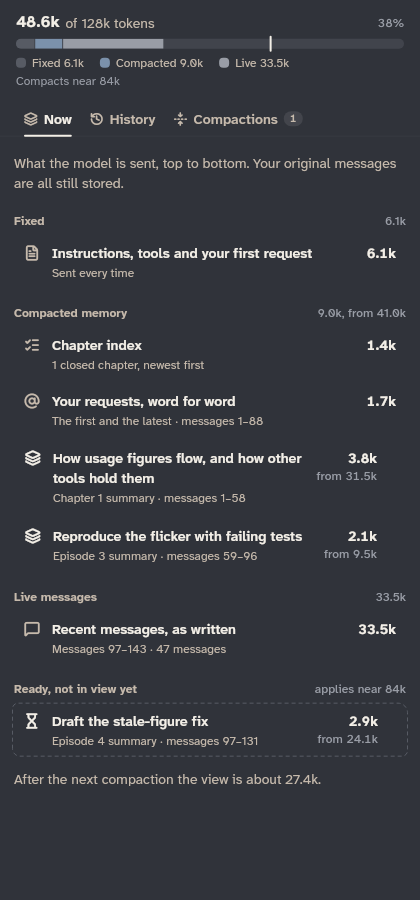 48.6k of 128k tokens 38%
Fixed 6.1k Compacted 9.0k Live 33.5k
Compacts near 84k
Now History Compactions 1
What the model is sent, top to bottom. Your original messages
are all still stored.
Fixed 6.1k
Instructions, tools and your first request 6.1k
Sent every time
Compacted memory 9.0k, from 41.0k
Chapter index 1.4k
1 closed chapter, newest first
Your requests, word for word 1.7k
The first and the latest · messages 1–88
How usage figures flow, and how other 3.8k
tools hold them from 31.5k
Chapter 1 summary · messages 1–58
Reproduce the flicker with failing tests 2.1k
Episode 3 summary · messages 59–96 from 9.5k
Live messages 33.5k
Recent messages, as written 33.5k
Messages 97–143 · 47 messages
Ready, not in view yet applies near 84k
Draft the stale-figure fix 2.9k
Episode 4 summary · messages 97–131 from 24.1k
After the next compaction the view is about 27.4k.